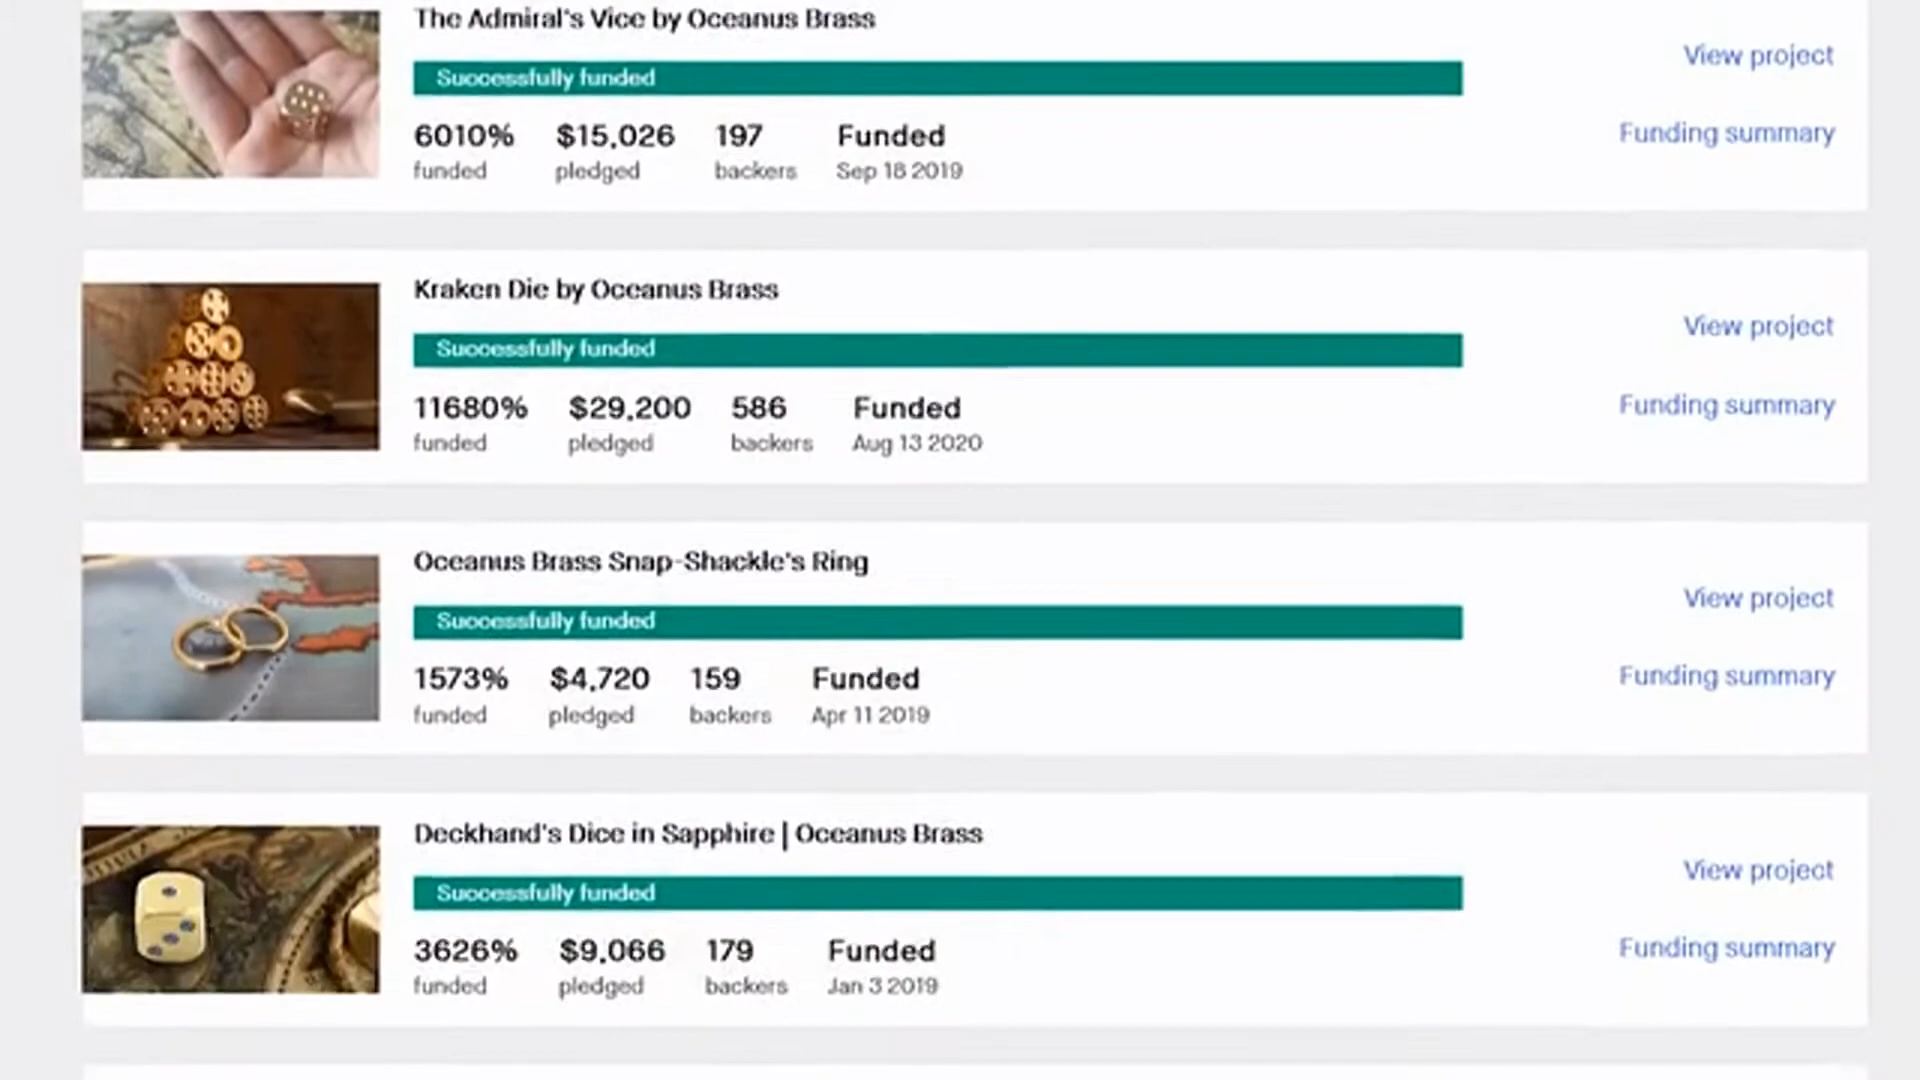 The Admiral's Vice by Oceanus Brass
View project
Successfully funded
6010% $15,026 197 Funded
Funding summary
funded pledged backers Sep 18 2019
Kraken Die by Oceanus Brass
View project
Successfully funded
11680% $29,200 586 Funded
Funding summary
funded pledged backers Aug 13 2020
Oceanus Brass Snap-Shackle's Ring
View project
Successfully funded
1573% $4,720 159 Funded
Funding summary
funded pledged backers Apr 11 2019
Deckhand's Dice in Sapphire | Oceanus Brass
View project
Successfully funded
3626% $9,066 179 Funded
Funding summary
funded pledged backers Jan 3 2019